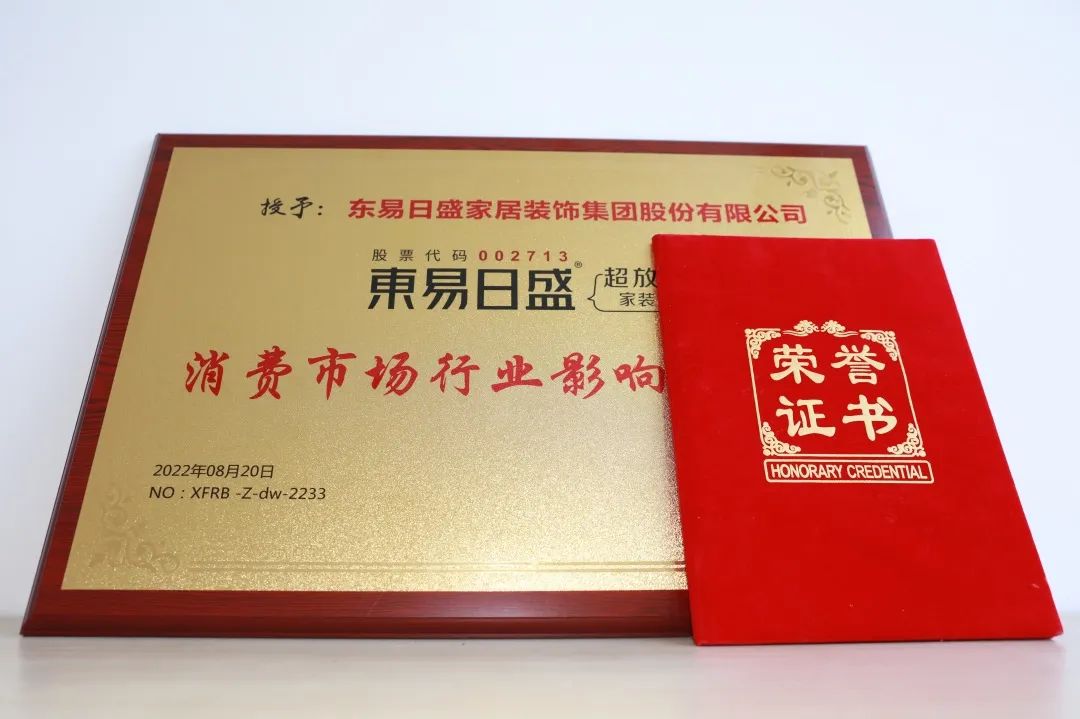 授予：东易日盛家居装饰集团股份有限公司
股票代码 002713
東易日盛® 超放
家装
消费市场行业影响
2022年08月20日
NO：XFRB -Z-dw-2233
荣誉
证书
HONORARY CREDENTIAL